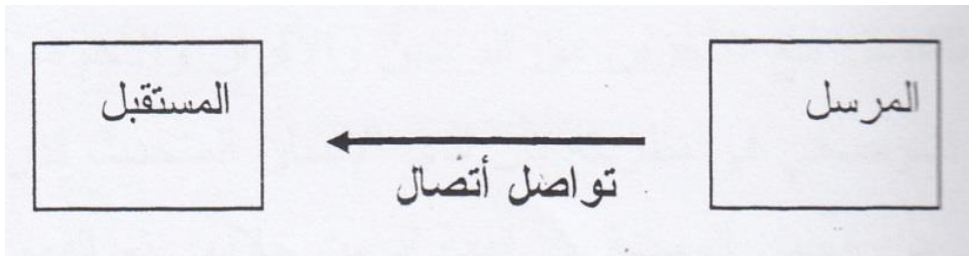 المرسل
تواصل أتصال
المستقبل